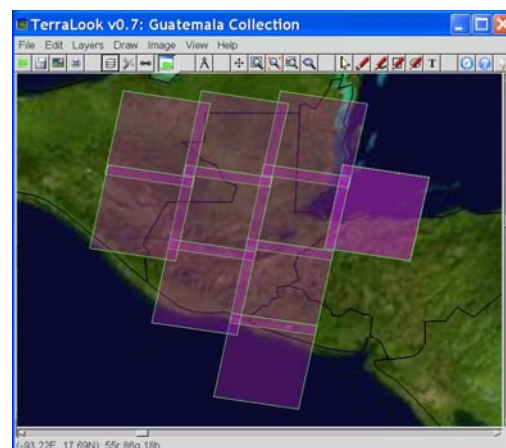 TerraLook v0.7: Guatemala Collection
File Edit Layers Draw Image View Help
T
(-93.22E, 17.69N): 55r 86g 18b